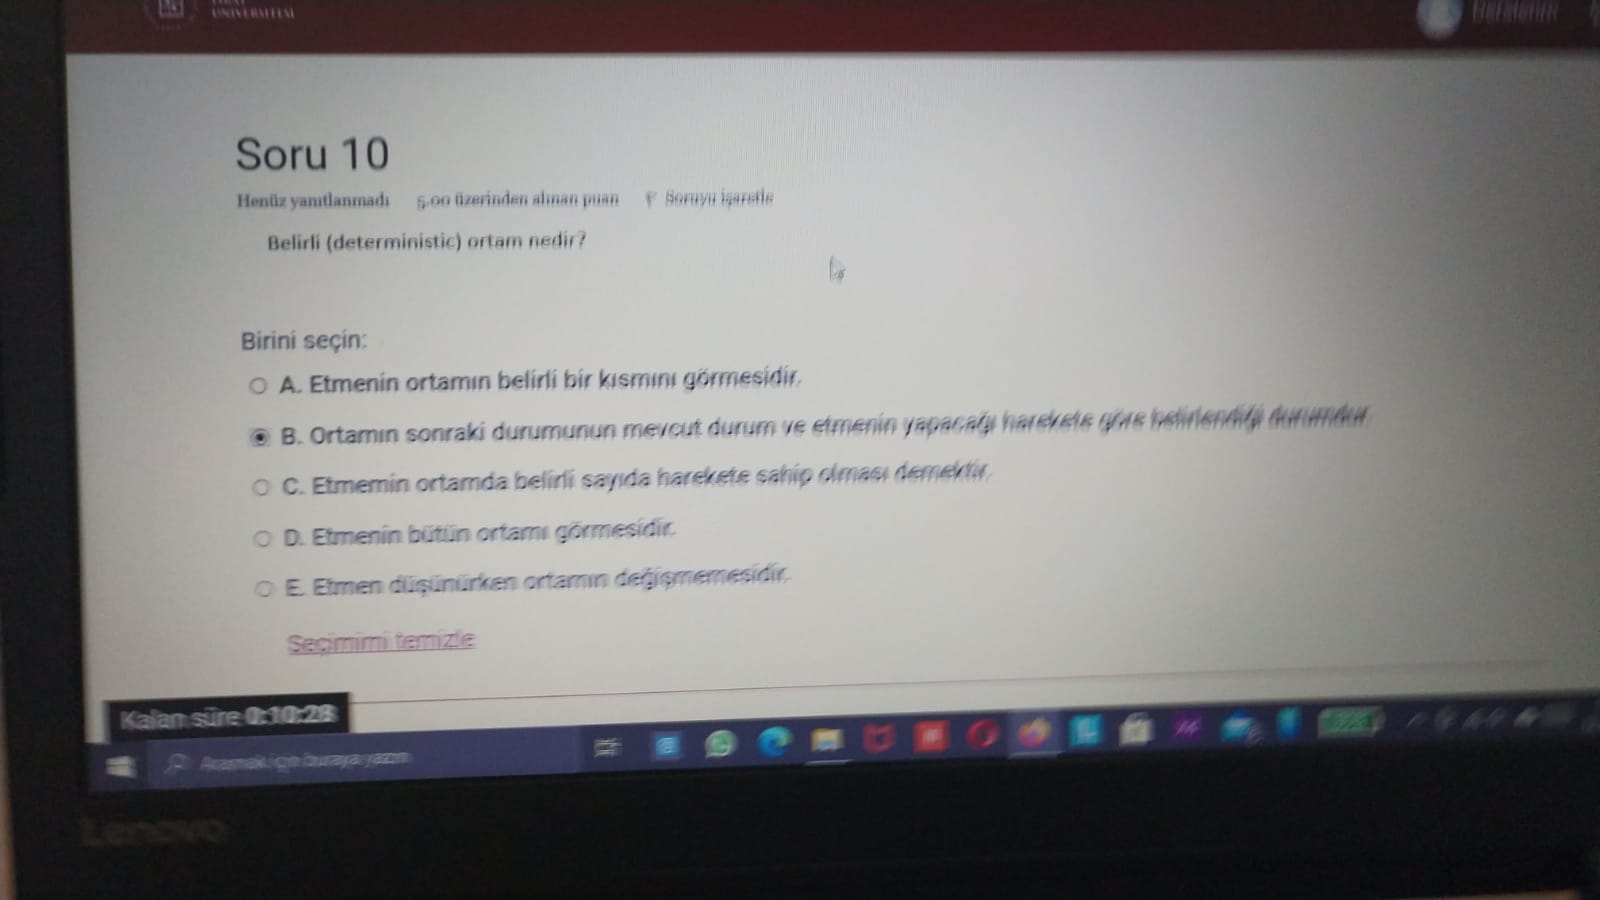 ÜNİVERSİTESİ
Derslerim
Soru 10
Henüz yanıtlanmadı 5,00 üzerinden alınan puan Soruyu işaretle
Belirli (deterministic) ortam nedir?
Birini seçin:
A. Etmenin ortamın belirli bir kısmını görmesidir.
B. Ortamın sonraki durumunun mevcut durum ve etmenin yapacağı harekete göre belirlendiği durumdur.
C. Etmemin ortamda belirli sayıda harekete sahip olması demektir.
D. Etmenin bütün ortamı görmesidir.
E. Etmen düşünürken ortamın değişmemesidir.
Seçimimi temizle
Kalan süre 0:10:28
Aramak için buraya yazın
Lenovo